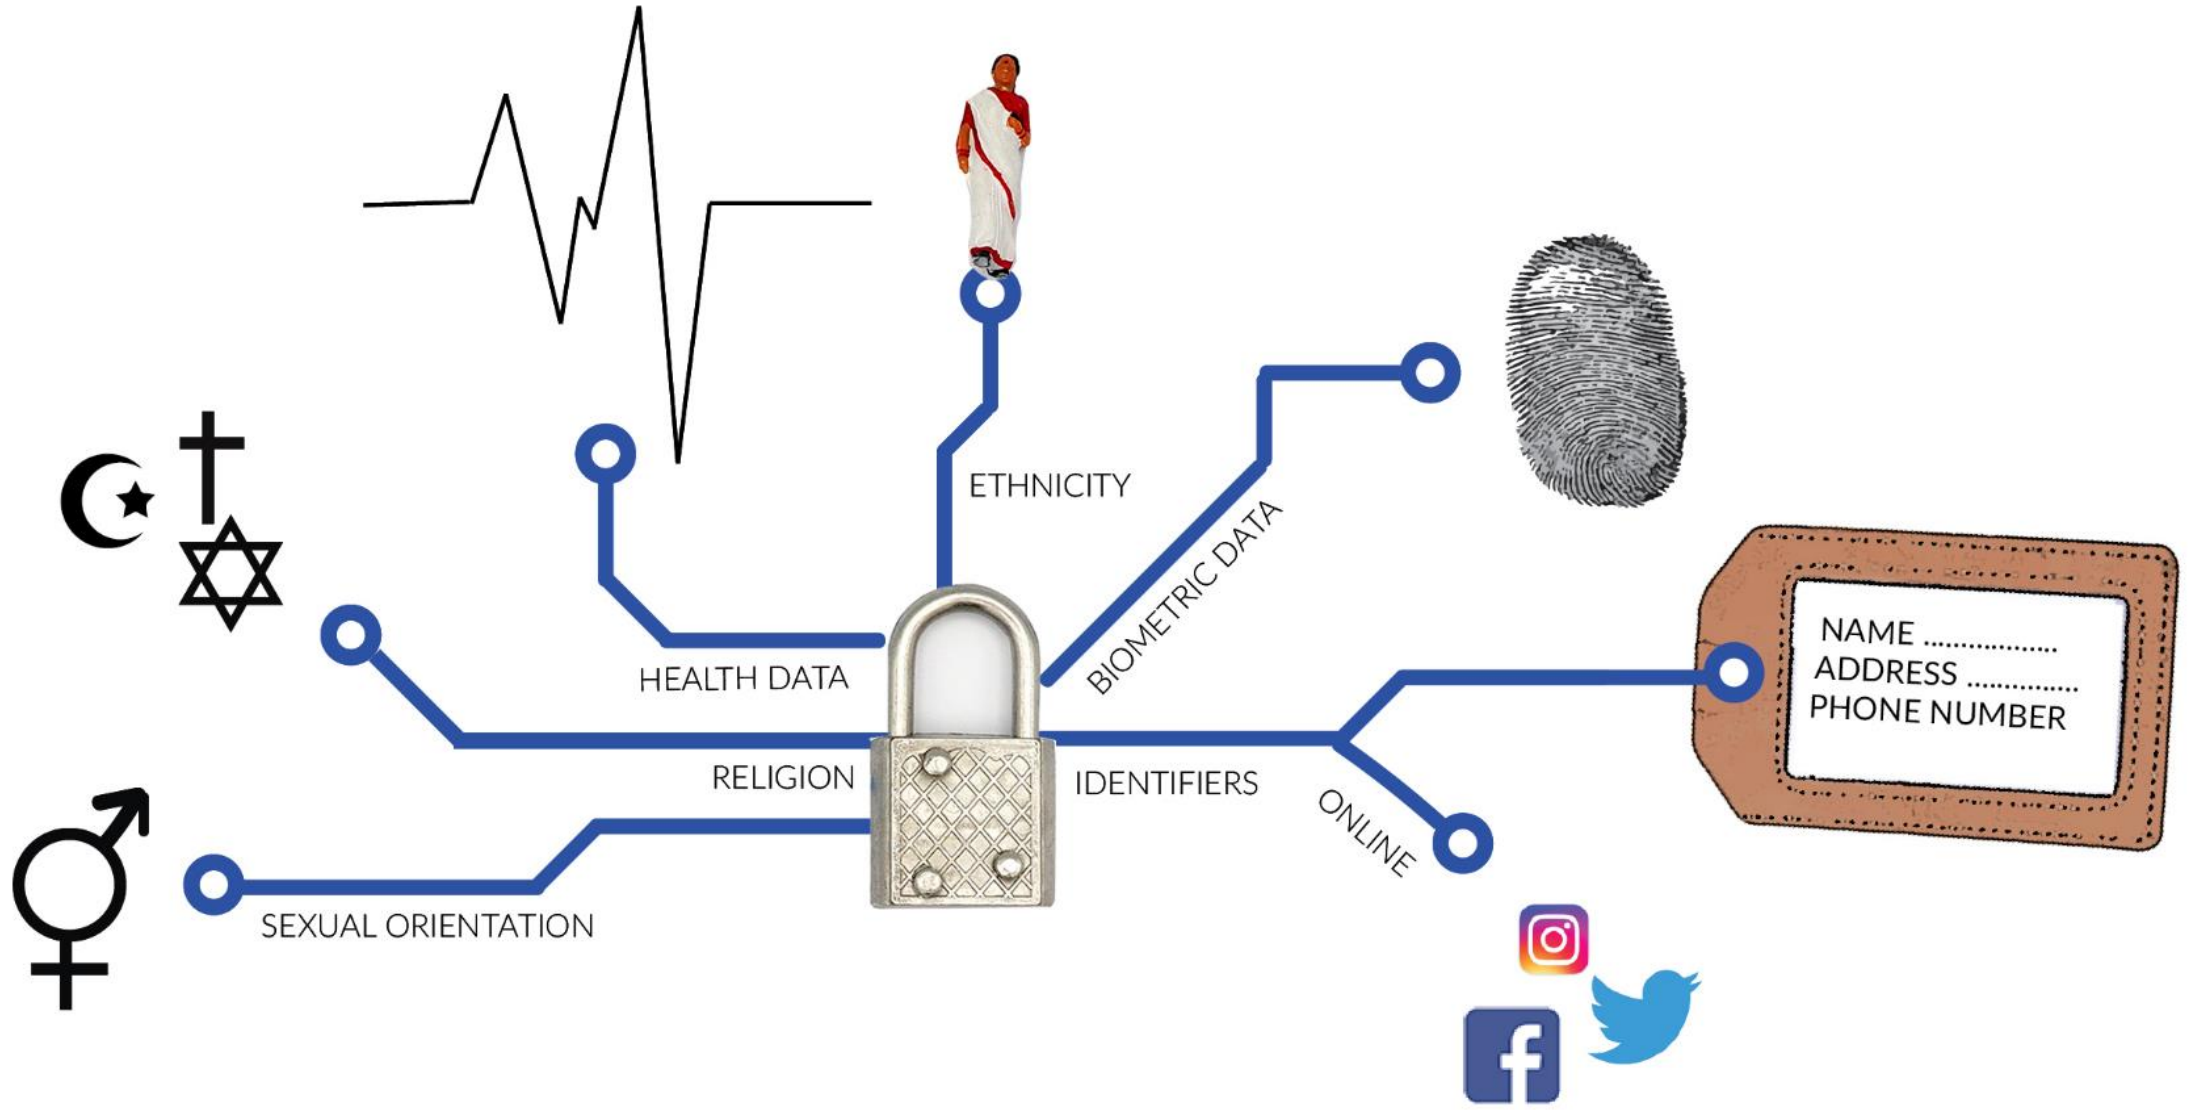 ETHNICITY
BIOMETRIC DATA
HEALTH DATA
NAME ..................
ADDRESS ...............
PHONE NUMBER
RELIGION
IDENTIFIERS
ONLINE
SEXUAL ORIENTATION